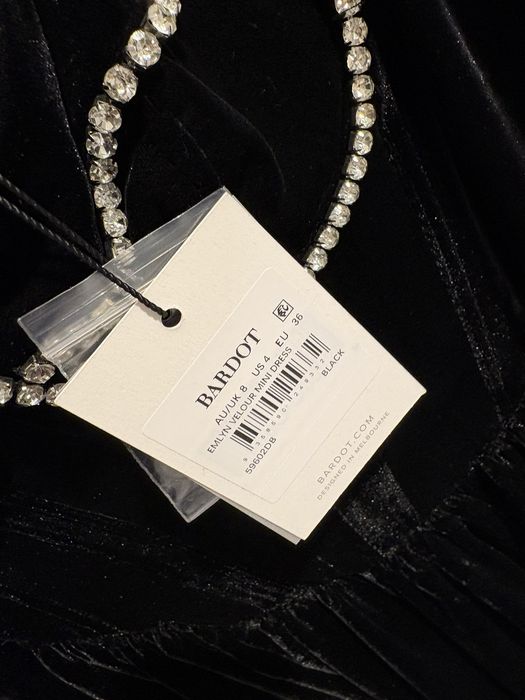 BARDOT
AU/UK 8 US 4 EU 36
EMLYN VELOUR MINI DRESS
59602DB BLACK
BARDOT.COM
DESIGNED IN MELBOURNE